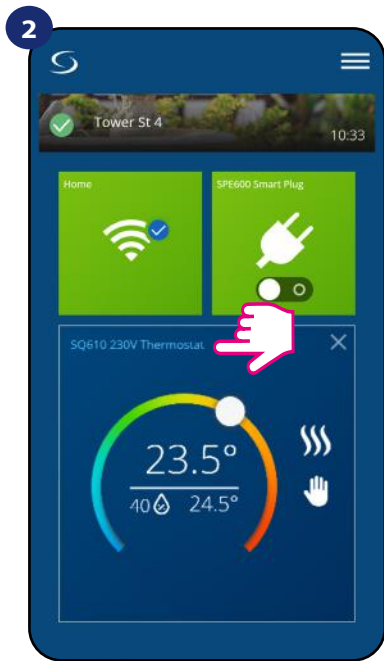 2
Tower St 4
10:33
Home
SPE600 Smart Plug
SQ610 230V Thermostat
23.5°
40 24.5°